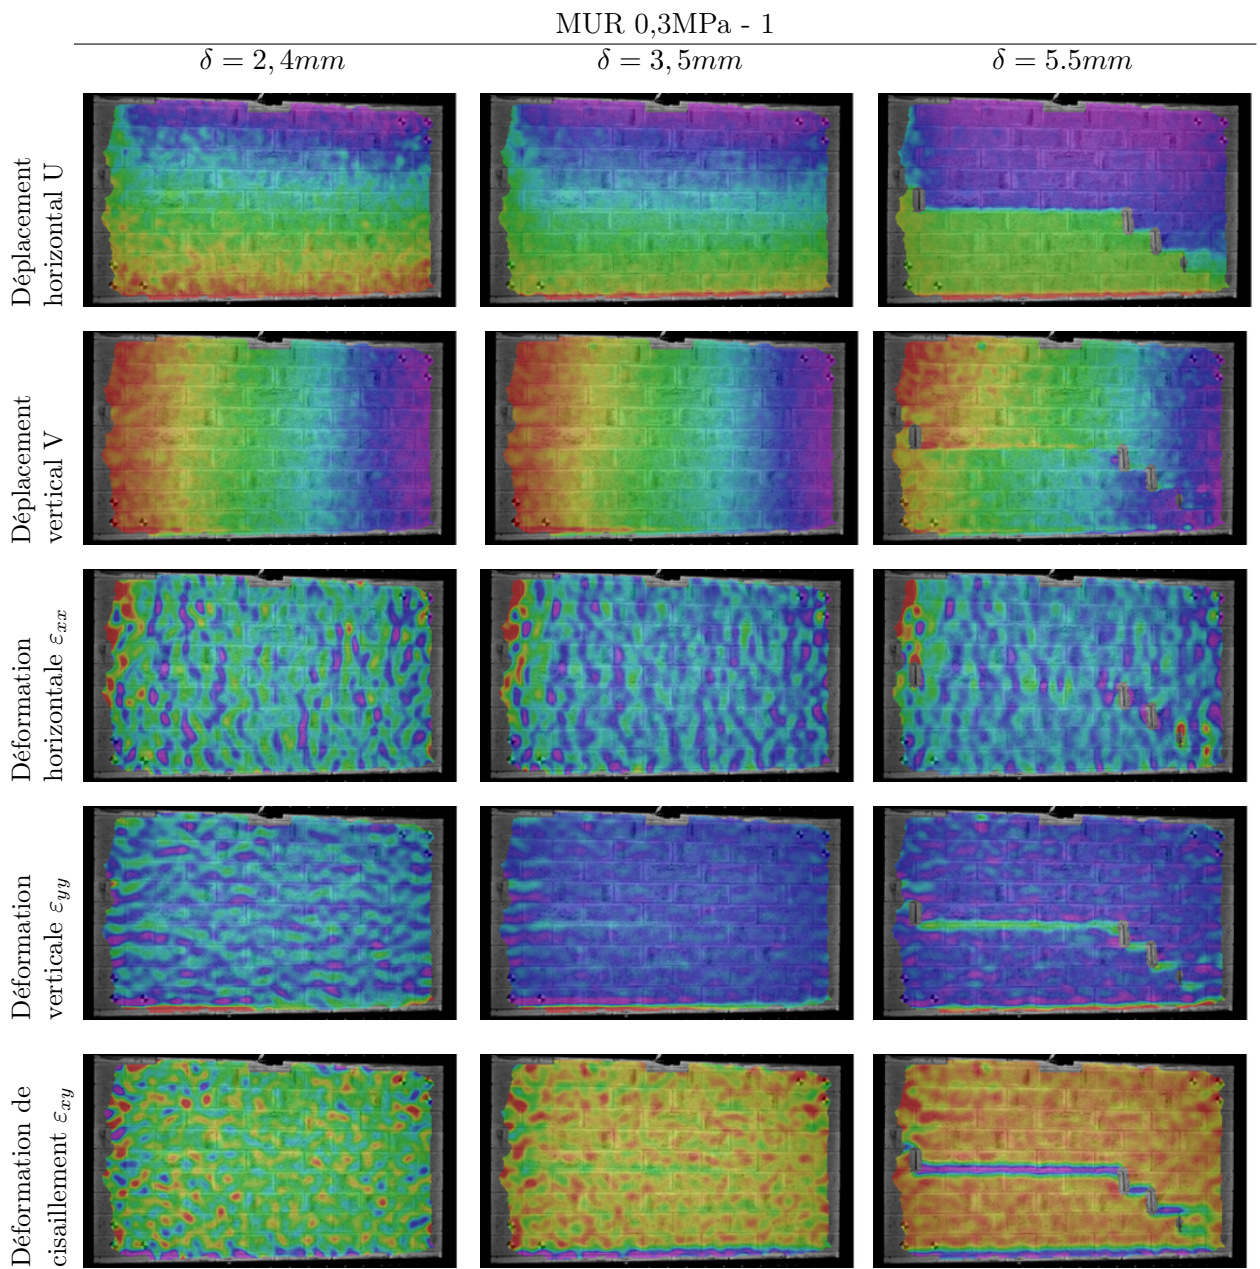 MUR 0,3MPa - 1
δ = 2, 4mm
δ = 3, 5mm
δ = 5.5mm
Déplacement
horizontal U
Déplacement
vertical V
Déformation
horizontale εxx
Déformation
verticale εyy
Déformation de
cisaillement εxy